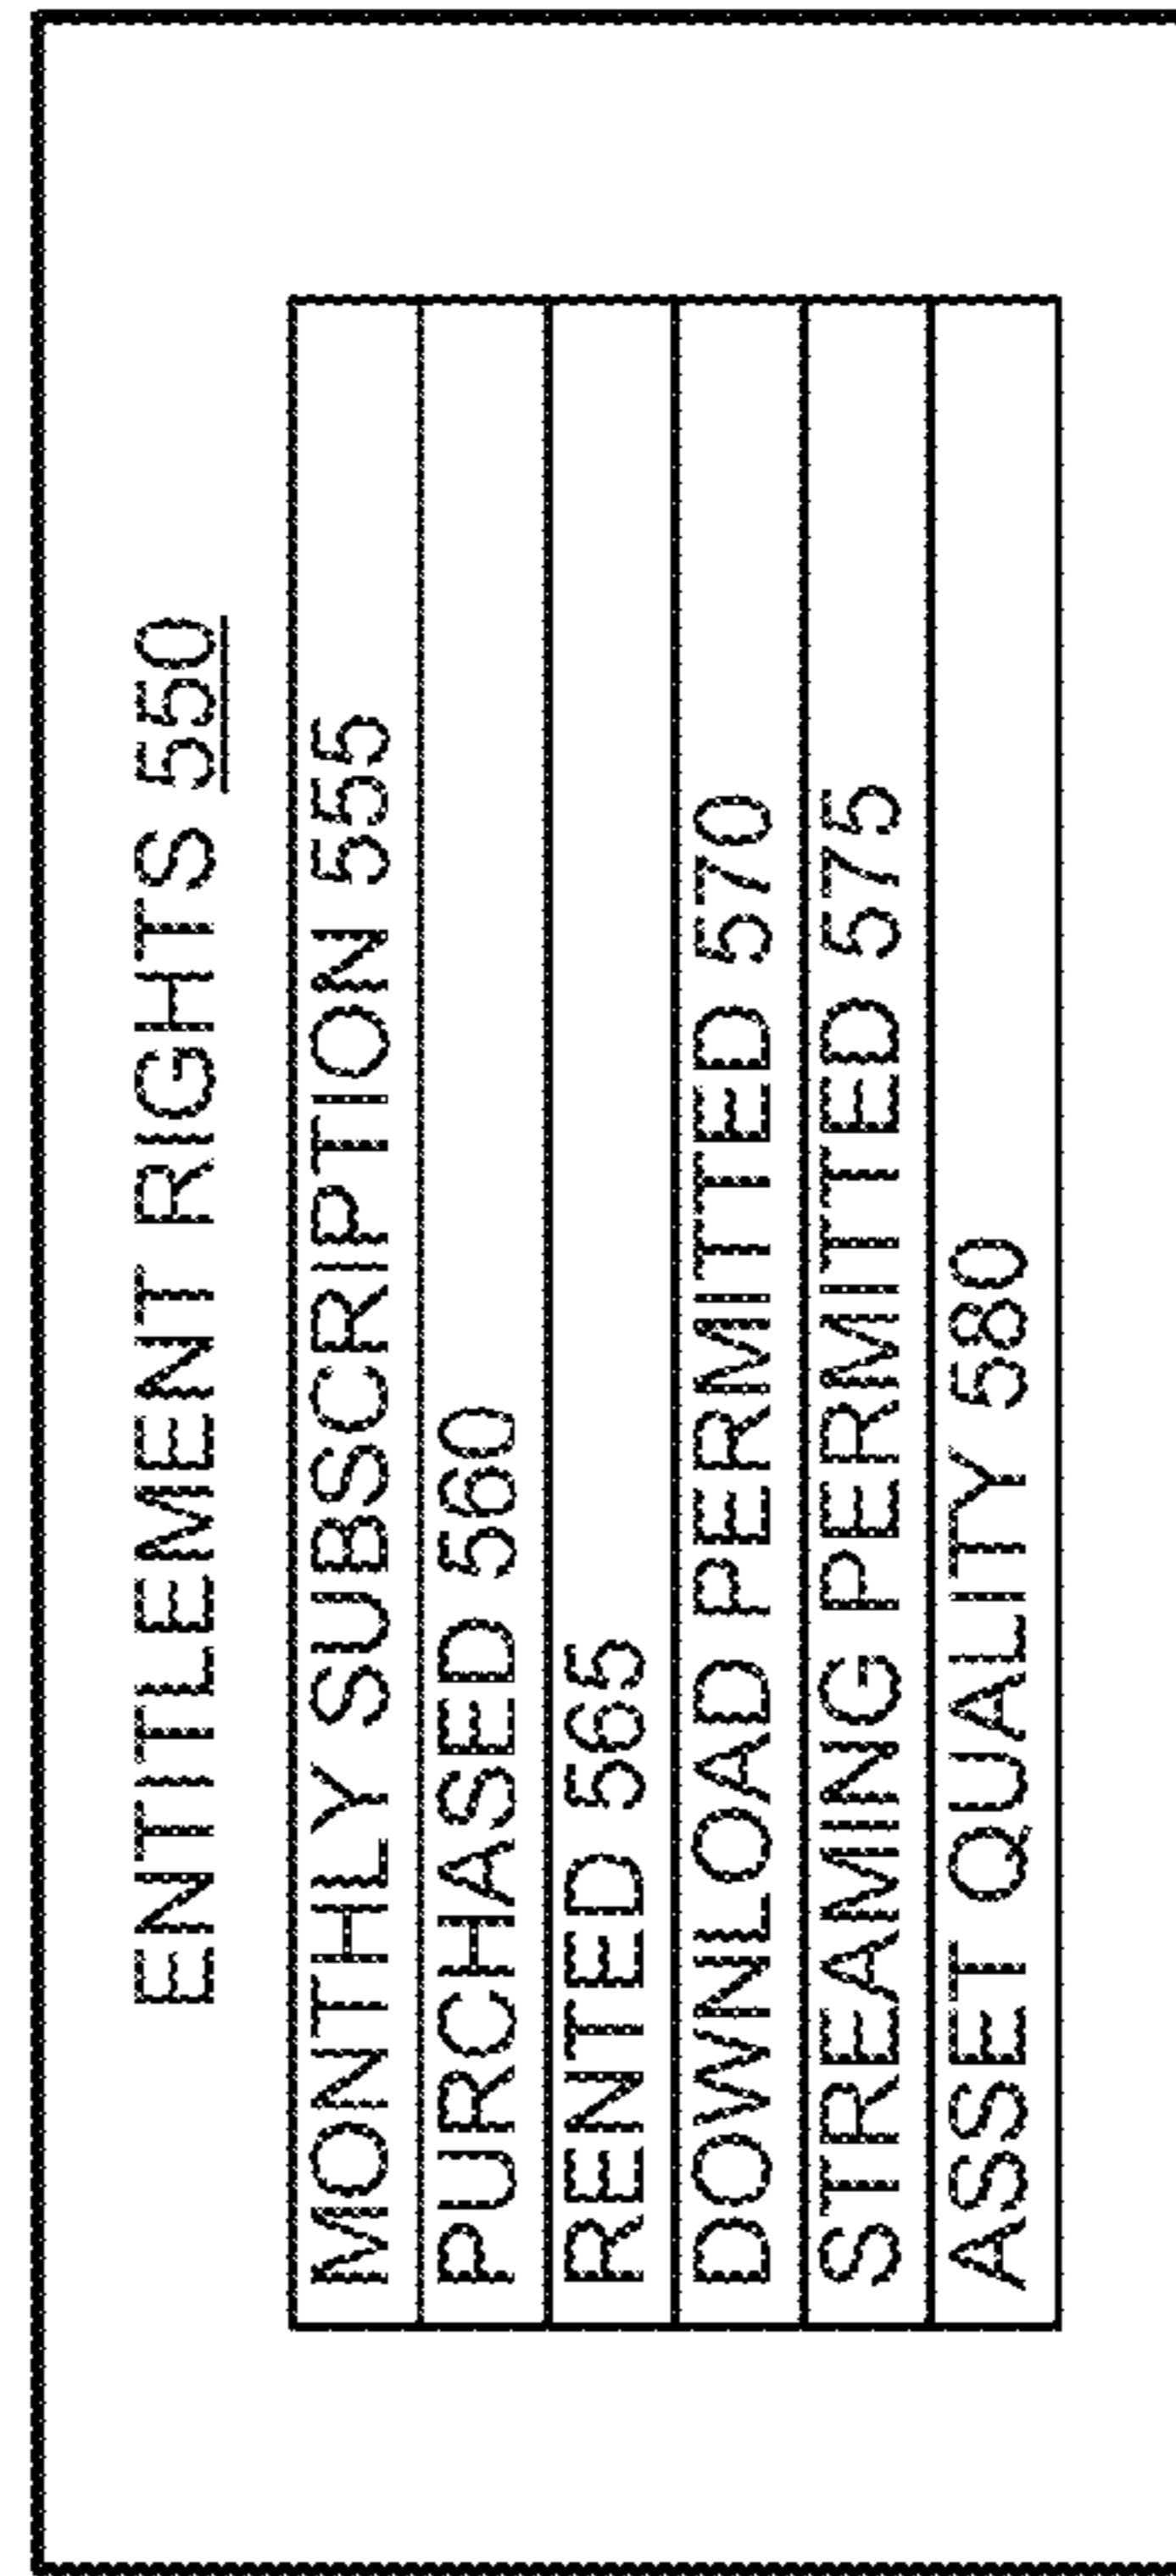 ENTITLEMENT RIGHTS 550
MONTHLY SUBSCRIPTION 555
PURCHASED 560
RENTED 565
DOWNLOAD PERMITTED 570
STREAMING PERMITTED 575
ASSET QUALITY 580